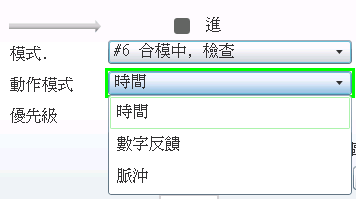 進
模式.
#6 合模中，檢查
動作模式
時間
優先級
時間
數字反饋
脈沖